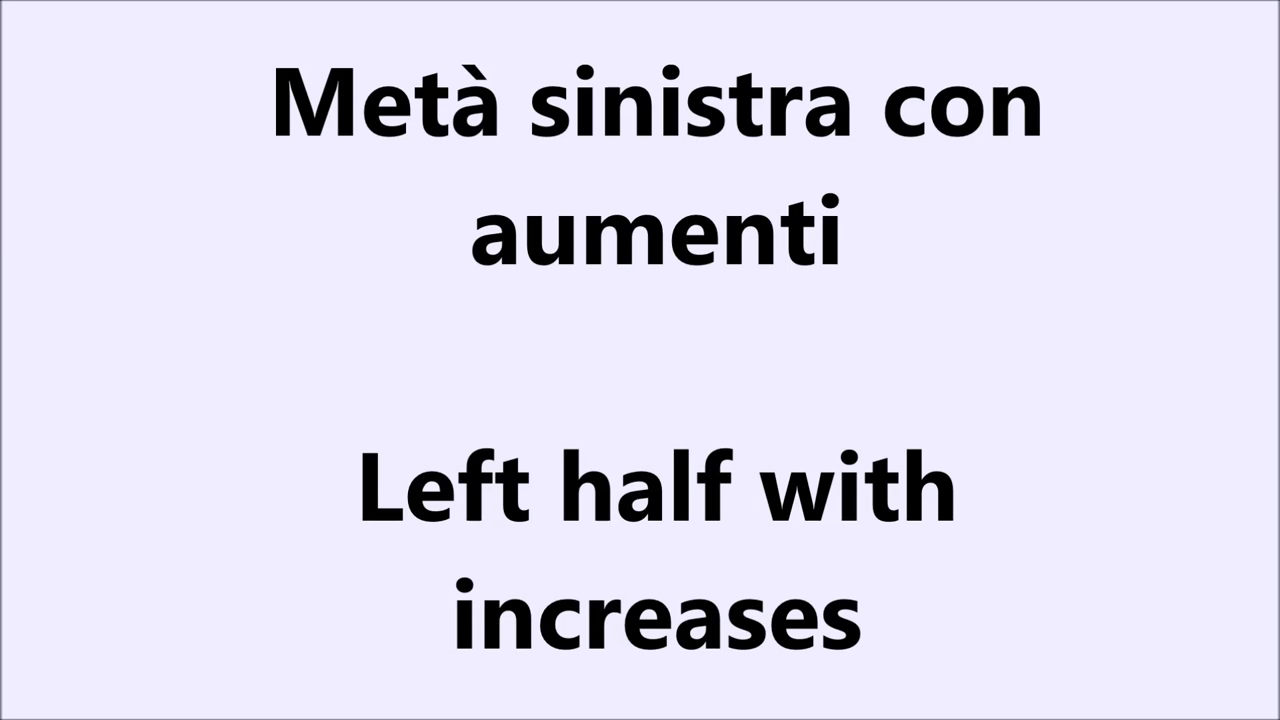 Metà sinistra con
aumenti
Left half with
increases